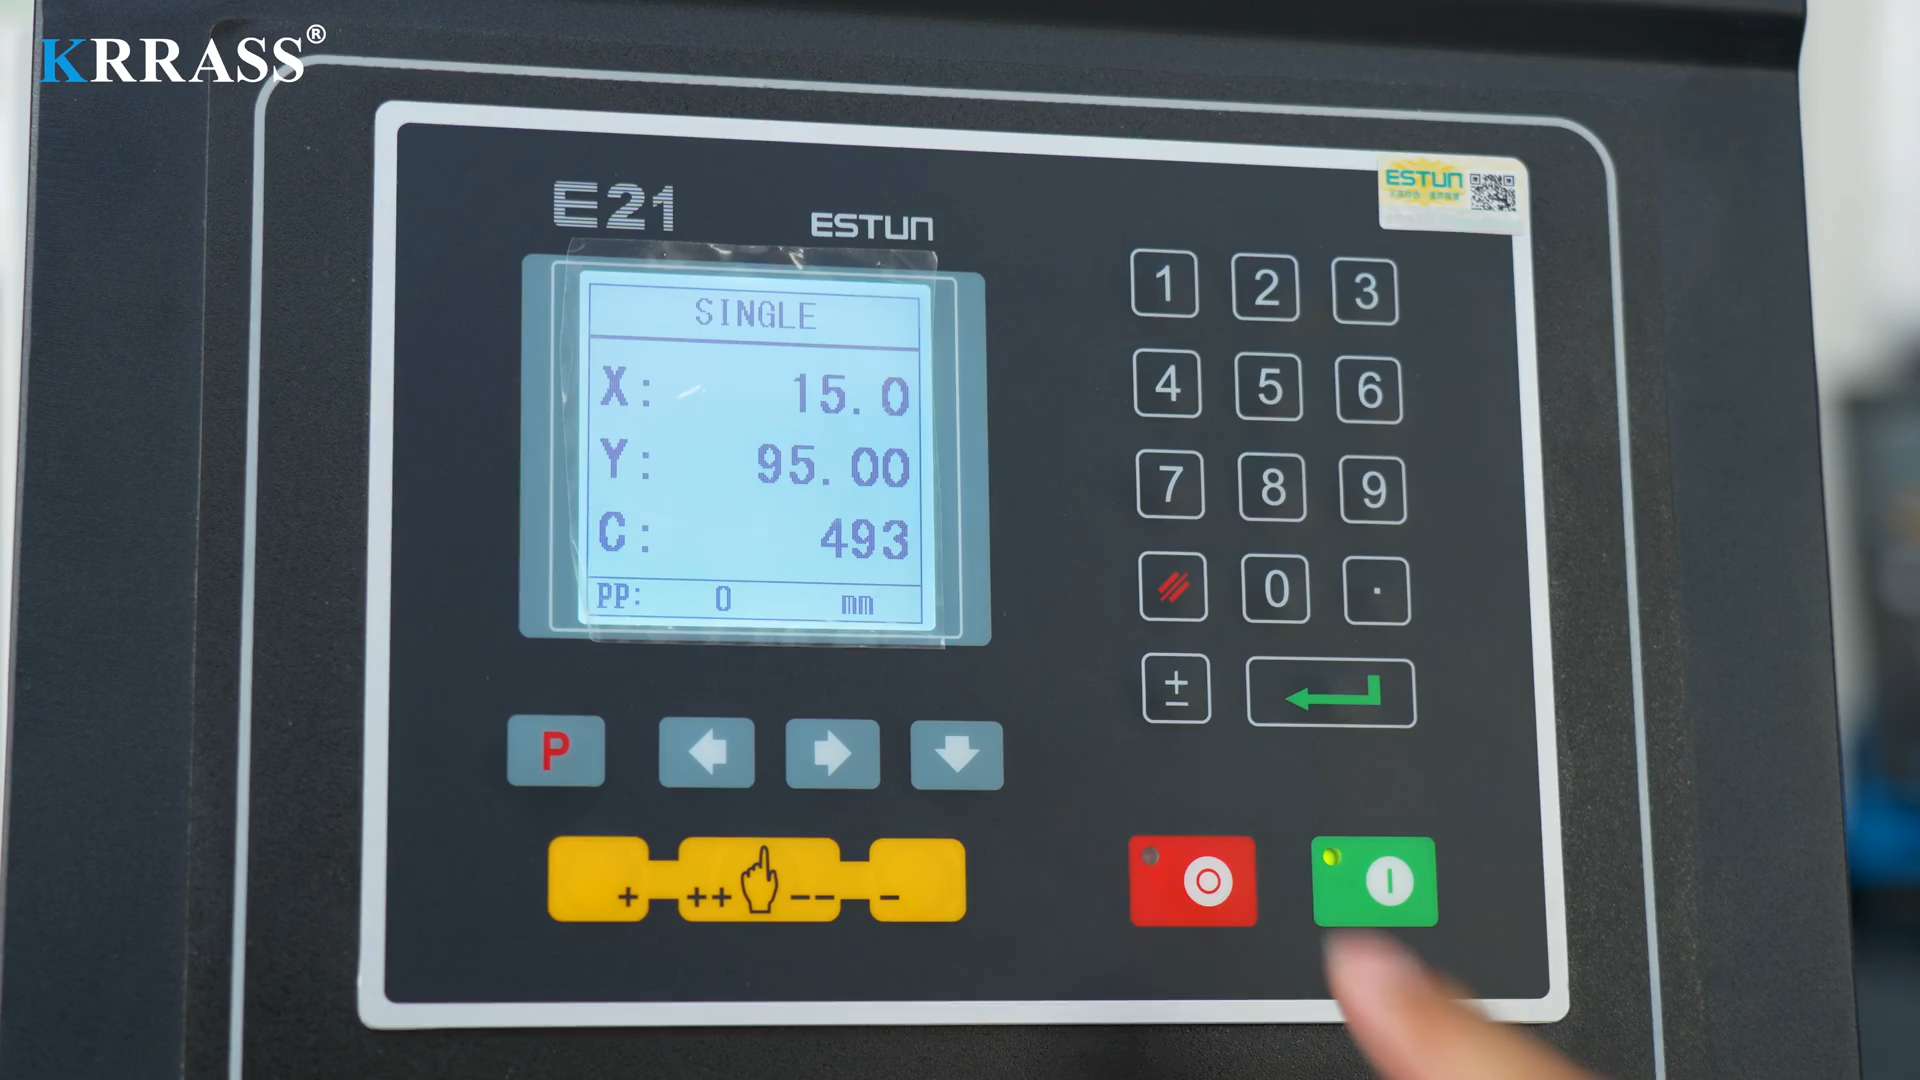 KRRASS®
E21
ESTUN
ESTUN
SINGLE
X: 15.0
Y: 95.00
C: 493
PP: 0 mm
1 2 3
4 5 6
7 8 9
0 .
±
P
+ ++ -- -